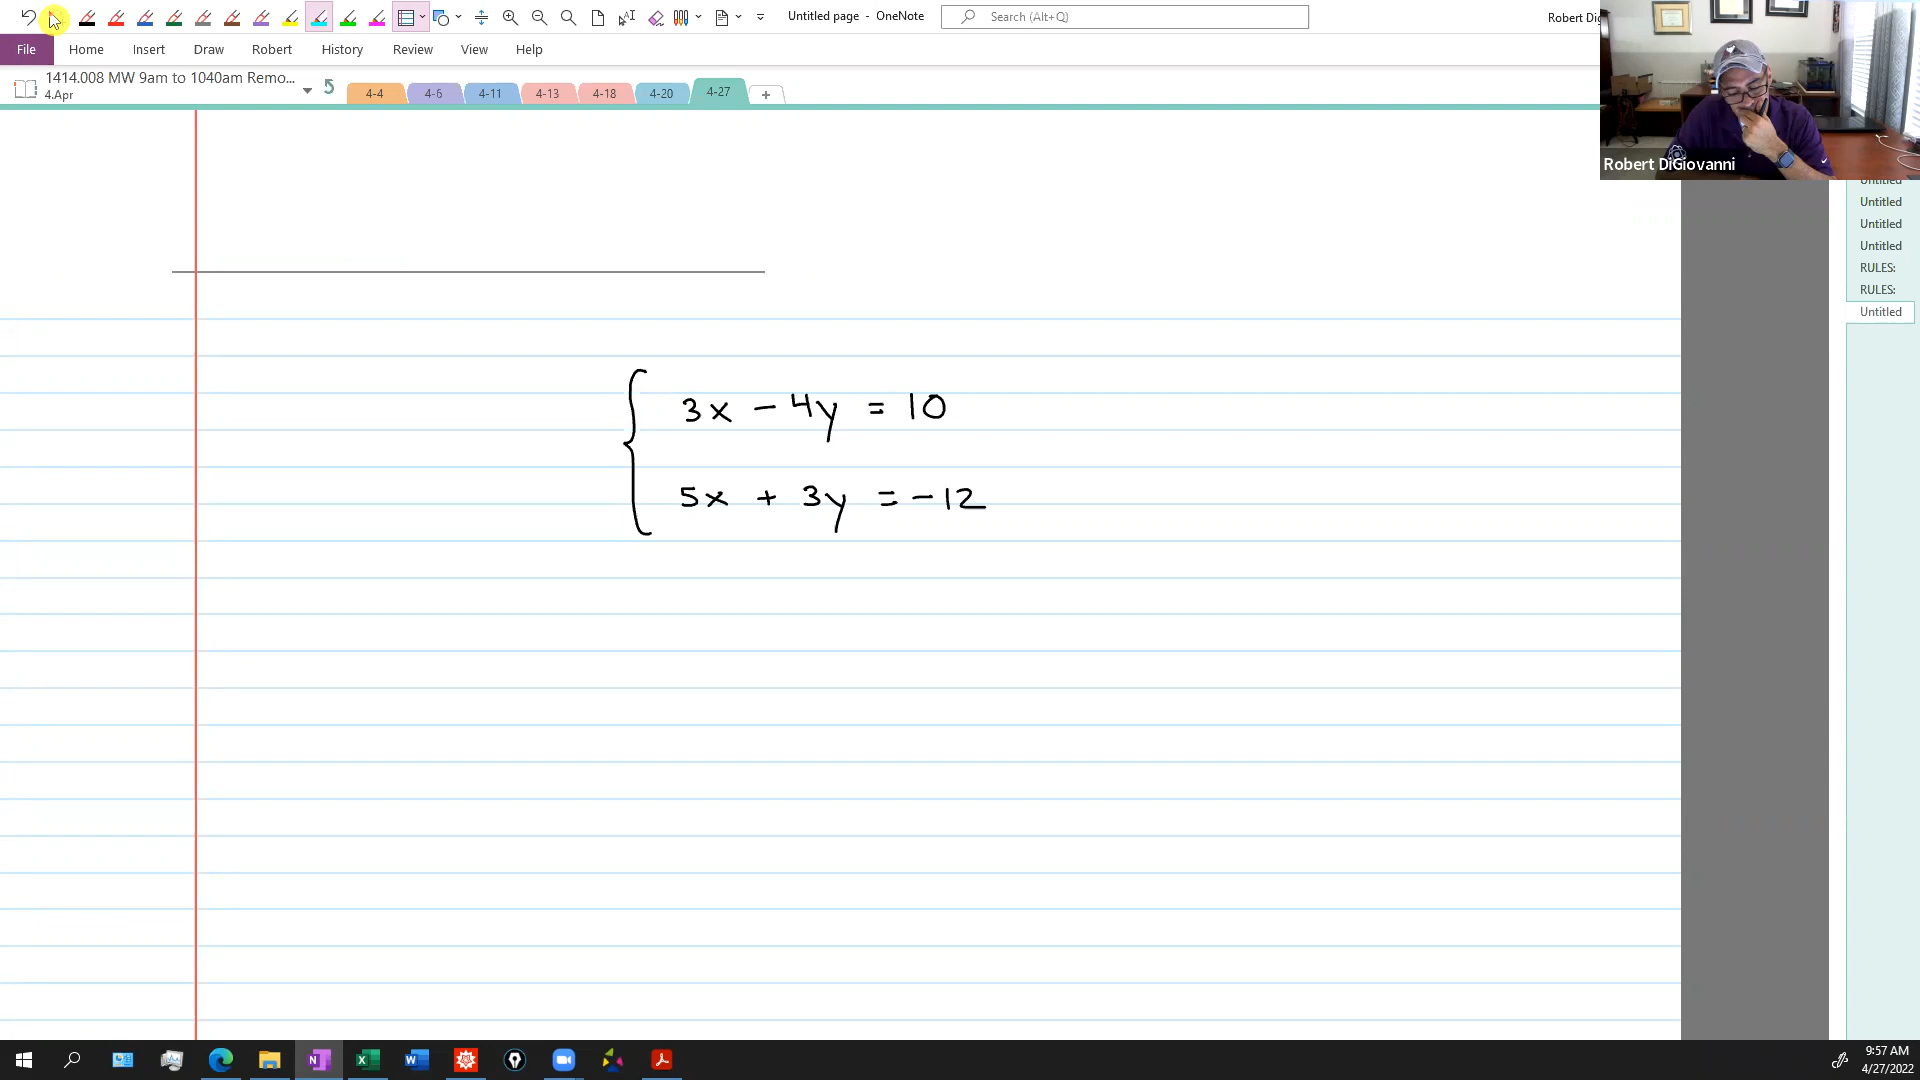 Untitled page - OneNote
Search (Alt+Q)
Robert Di
File Home Insert Draw Robert History Review View Help
1414.008 MW 9am to 1040am Remo...
4.Apr
4-4 4-6 4-11 4-13 4-18 4-20 4-27
Robert DiGiovanni
Untitled
Untitled
Untitled
Untitled
RULES:
RULES:
Untitled
3x - 4y = 10
5x + 3y = -12
9:57 AM
4/27/2022